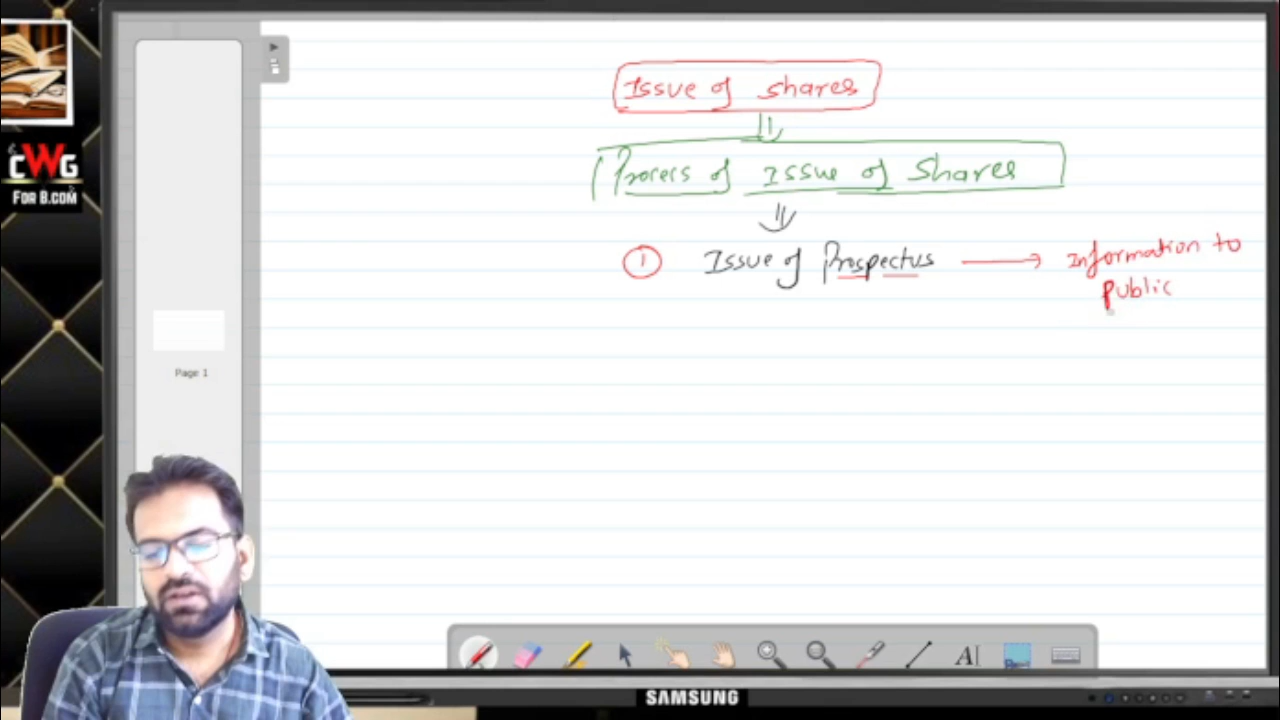 Issue of shares
Process of Issue of Shares
① Issue of Prospectus → Information to
public
CWG
FOR B.COM
Page 1
A
SAMSUNG